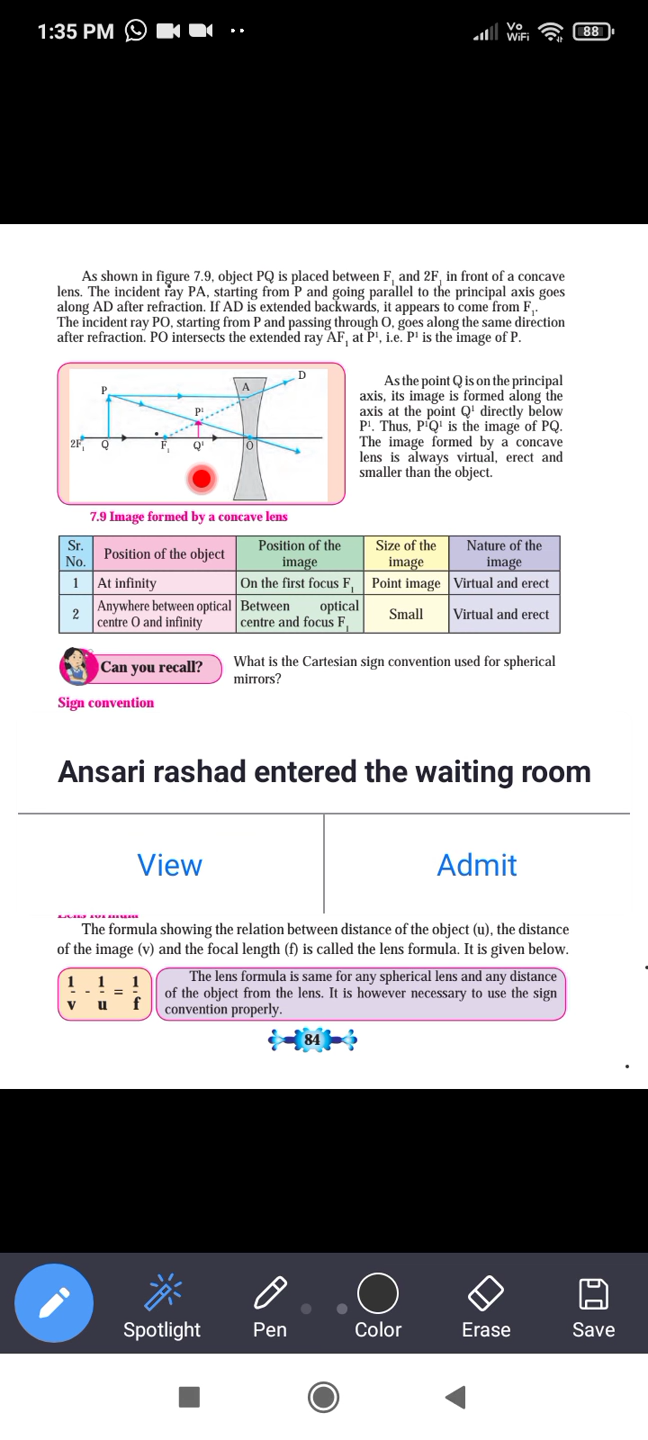 1:35 PM
Vo
WiFi
88
As shown in figure 7.9, object PQ is placed between F₁ and 2F₁ in front of a concave
lens. The incident ray PA, starting from P and going parallel to the principal axis goes
along AD after refraction. If AD is extended backwards, it appears to come from F₁.
The incident ray PO, starting from P and passing through O, goes along the same direction
after refraction. PO intersects the extended ray AF₁ at P¹, i.e. P¹ is the image of P.
D
P
A
P¹
2F₁ Q F₁ Q¹ O
As the point Q is on the principal
axis, its image is formed along the
axis at the point Q¹ directly below
P¹. Thus, P¹Q¹ is the image of PQ.
The image formed by a concave
lens is always virtual, erect and
smaller than the object.
7.9 Image formed by a concave lens
Sr. No. Position of the object Position of the image Size of the image Nature of the image
1 At infinity On the first focus F₁ Point image Virtual and erect
2 Anywhere between optical centre O and infinity Between optical centre and focus F₁ Small Virtual and erect
Can you recall?
What is the Cartesian sign convention used for spherical
mirrors?
Sign convention
Ansari rashad entered the waiting room
View Admit
The formula showing the relation between distance of the object (u), the distance
of the image (v) and the focal length (f) is called the lens formula. It is given below.
1/v - 1/u = 1/f
The lens formula is same for any spherical lens and any distance
of the object from the lens. It is however necessary to use the sign
convention properly.
84
Spotlight Pen Color Erase Save